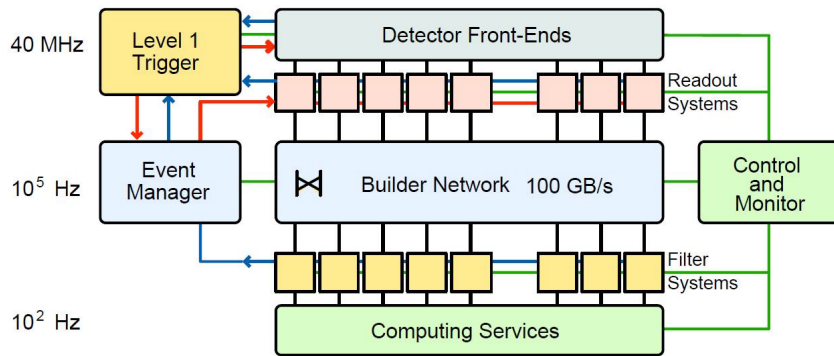 40 MHz
Level 1
Trigger
Detector Front-Ends
Readout
Systems
10⁵ Hz
Event
Manager
Builder Network 100 GB/s
Control
and
Monitor
Filter
Systems
10² Hz
Computing Services